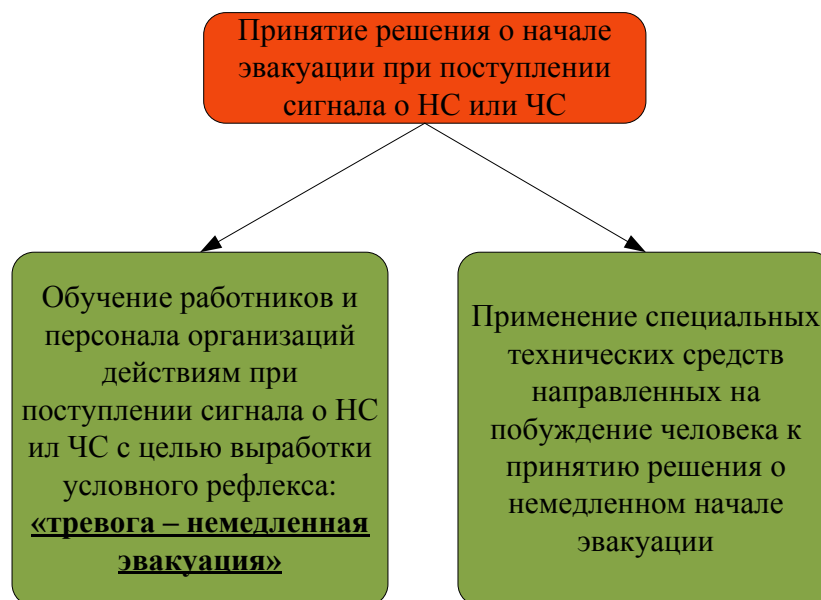 Принятие решения о начале
эвакуации при поступлении
сигнала о НС или ЧС
Обучение работников и
персонала организаций
действиям при
поступлении сигнала о НС
ил ЧС с целью выработки
условного рефлекса:
«тревога – немедленная
эвакуация»
Применение специальных
технических средств
направленных на
побуждение человека к
принятию решения о
немедленном начале
эвакуации